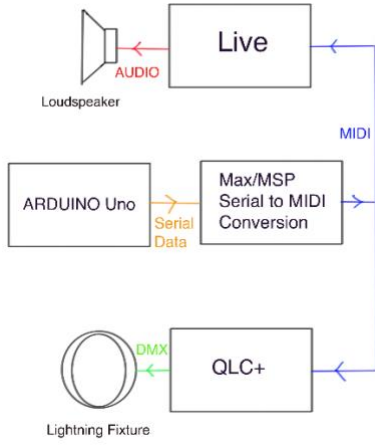 Live
AUDIO
Loudspeaker
MIDI
ARDUINO Uno
Serial
Data
Max/MSP
Serial to MIDI
Conversion
DMX
QLC+
Lightning Fixture